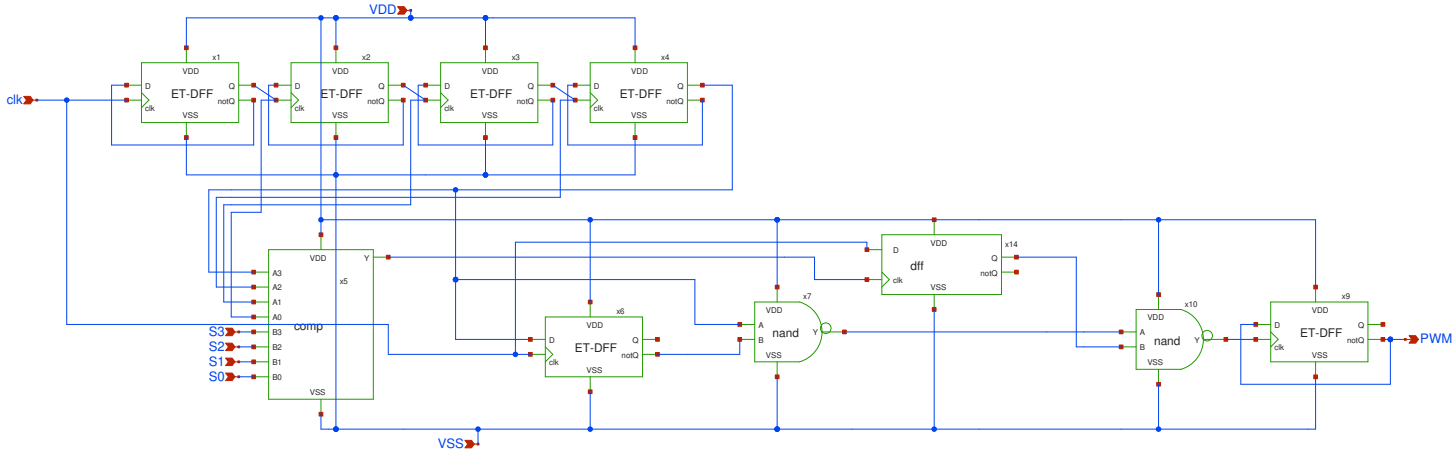 VDD
x1
VDD
D
ET-DFF
Q
clk
notQ
VSS
x2
VDD
D
ET-DFF
Q
clk
notQ
VSS
x3
VDD
D
ET-DFF
Q
clk
notQ
VSS
x4
VDD
D
ET-DFF
Q
clk
notQ
VSS
clk
VDD
x5
Y
A3
A2
A1
A0
B3
B2
B1
B0
comp
VSS
S3
S2
S1
S0
x6
VDD
D
ET-DFF
Q
clk
notQ
VSS
x7
VDD
A
nand
Y
B
VSS
x14
VDD
D
dff
Q
notQ
clk
VSS
x10
VDD
A
nand
Y
B
VSS
x9
VDD
D
ET-DFF
Q
clk
notQ
VSS
PWM
VSS